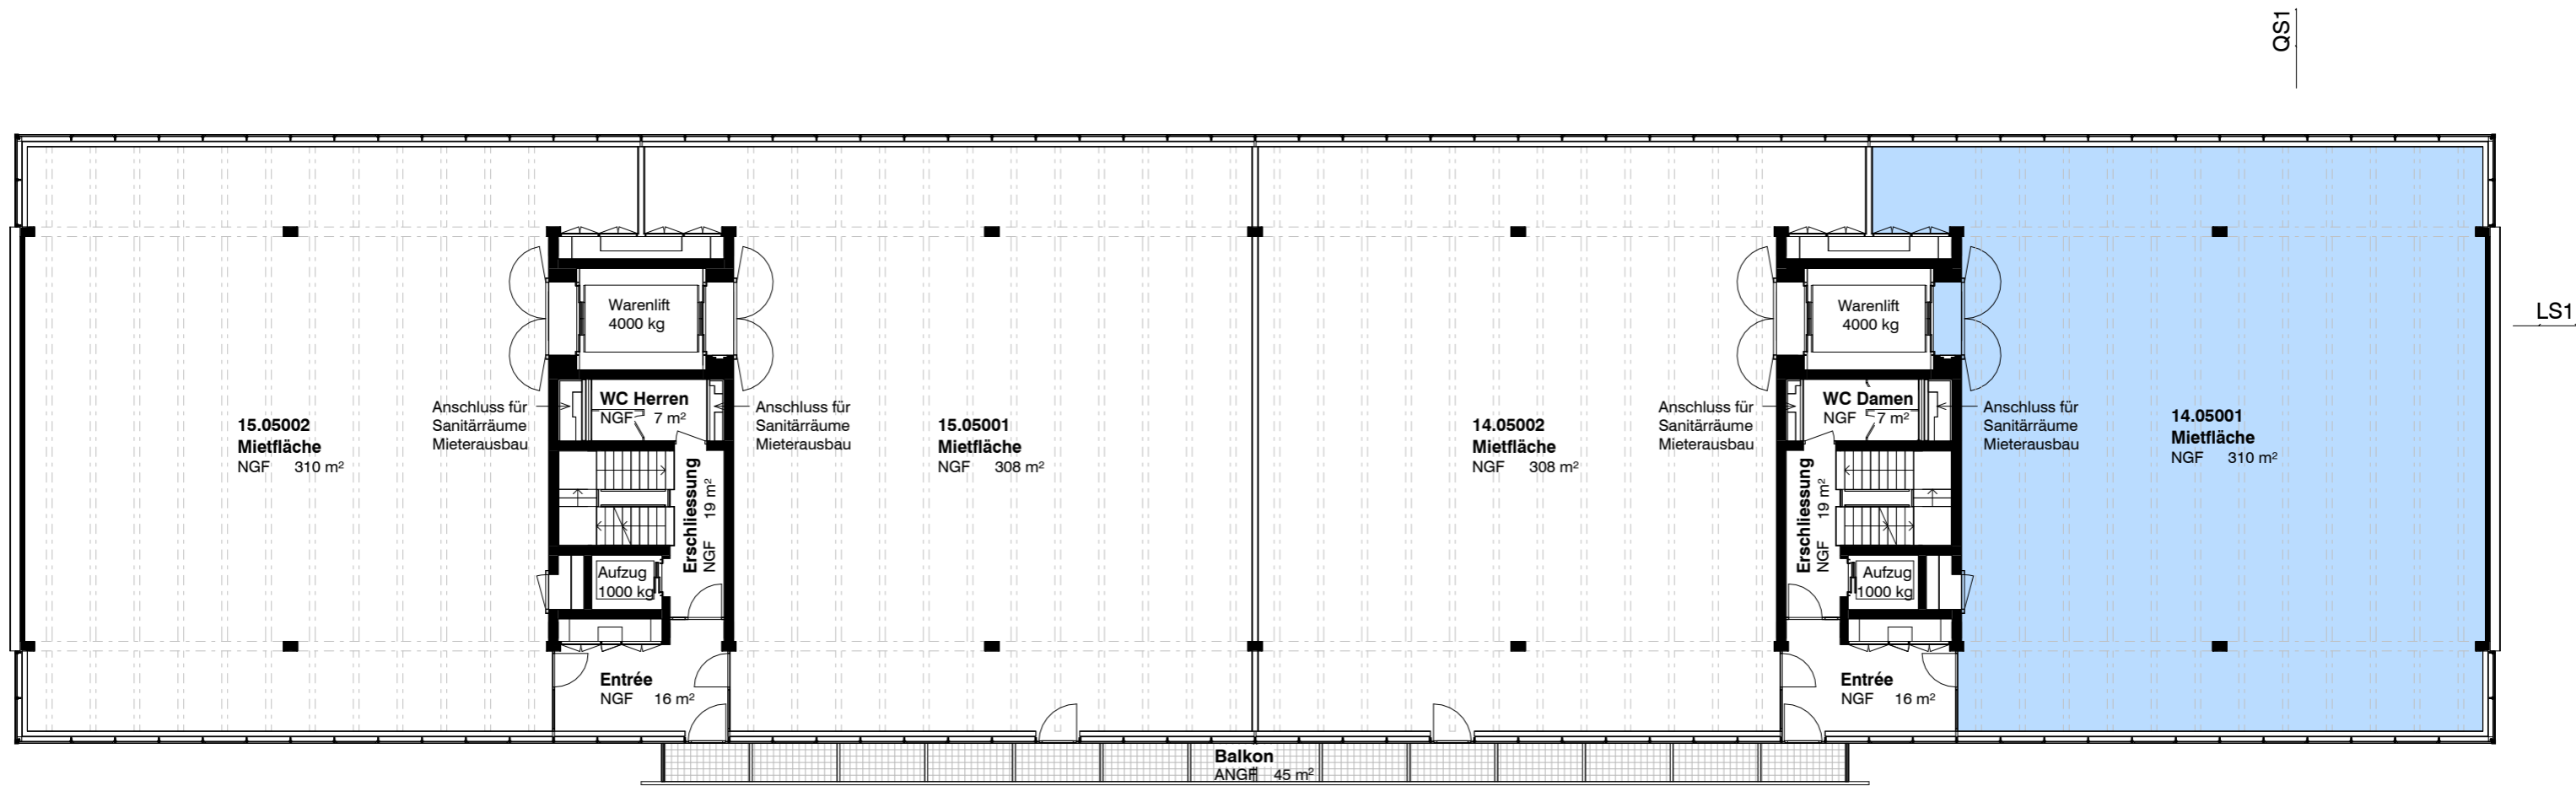 QS1
LS1
15.05002
Mietfläche
NGF 310 m²
Anschluss für
Sanitärräume
Mieterausbau
Warenlift
4000 kg
WC Herren
NGF 7 m²
Erschliessung
NGF 19 m²
Aufzug
1000 kg
Entrée
NGF 16 m²
Anschluss für
Sanitärräume
Mieterausbau
15.05001
Mietfläche
NGF 308 m²
Balkon
ANGF 45 m²
14.05002
Mietfläche
NGF 308 m²
Anschluss für
Sanitärräume
Mieterausbau
Warenlift
4000 kg
WC Damen
NGF 7 m²
Erschliessung
NGF 19 m²
Aufzug
1000 kg
Entrée
NGF 16 m²
Anschluss für
Sanitärräume
Mieterausbau
14.05001
Mietfläche
NGF 310 m²